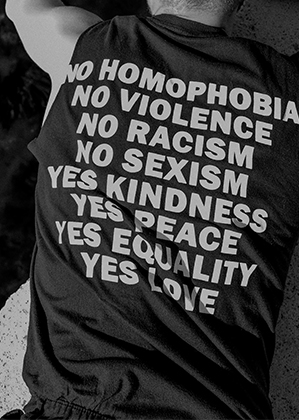 NO HOMOPHOBIA
NO VIOLENCE
NO RACISM
NO SEXISM
YES KINDNESS
YES PEACE
YES EQUALITY
YES LOVE